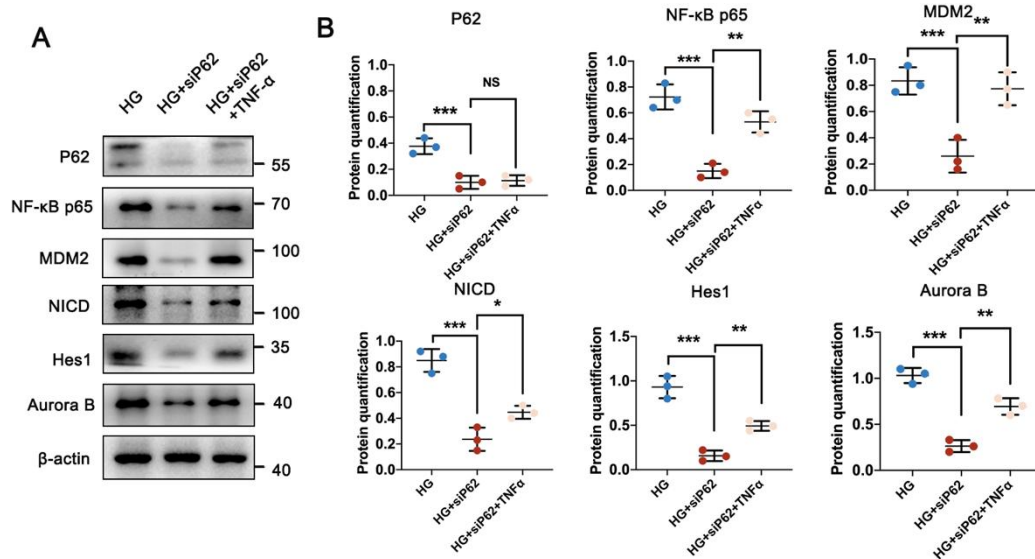 A
HG
HG+siP62
HG+siP62
+TNF-α
P62
55
NF-κB p65
70
MDM2
100
NICD
100
Hes1
35
Aurora B
40
β-actin
40
B
P62
Protein quantification
1.0
0.8
0.6
0.4
0.2
0.0
***
NS
HG
HG+siP62
HG+siP62+TNFα
NF-κB p65
Protein quantification
1.0
0.8
0.6
0.4
0.2
0.0
***
**
HG
HG+siP62
HG+siP62+TNFα
MDM2
Protein quantification
1.0
0.8
0.6
0.4
0.2
0.0
***
**
HG
HG+siP62
HG+siP62+TNFα
NICD
Protein quantification
1.0
0.8
0.6
0.4
0.2
0.0
***
*
HG
HG+siP62
HG+siP62+TNFα
Hes1
Protein quantification
1.5
1.0
0.5
0.0
***
**
HG
HG+siP62
HG+siP62+TNFα
Aurora B
Protein quantification
1.5
1.0
0.5
0.0
***
**
HG
HG+siP62
HG+siP62+TNFα